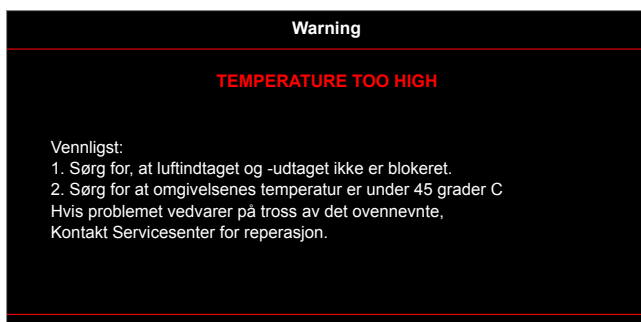 Warning
TEMPERATURE TOO HIGH
Vennligst:
1. Sørg for, at luftindtaget og -udtaget ikke er blokeret.
2. Sørg for at omgivelsenes temperatur er under 45 grader C
Hvis problemet vedvarer på tross av det ovennevnte,
Kontakt Servicesenter for reperasjon.